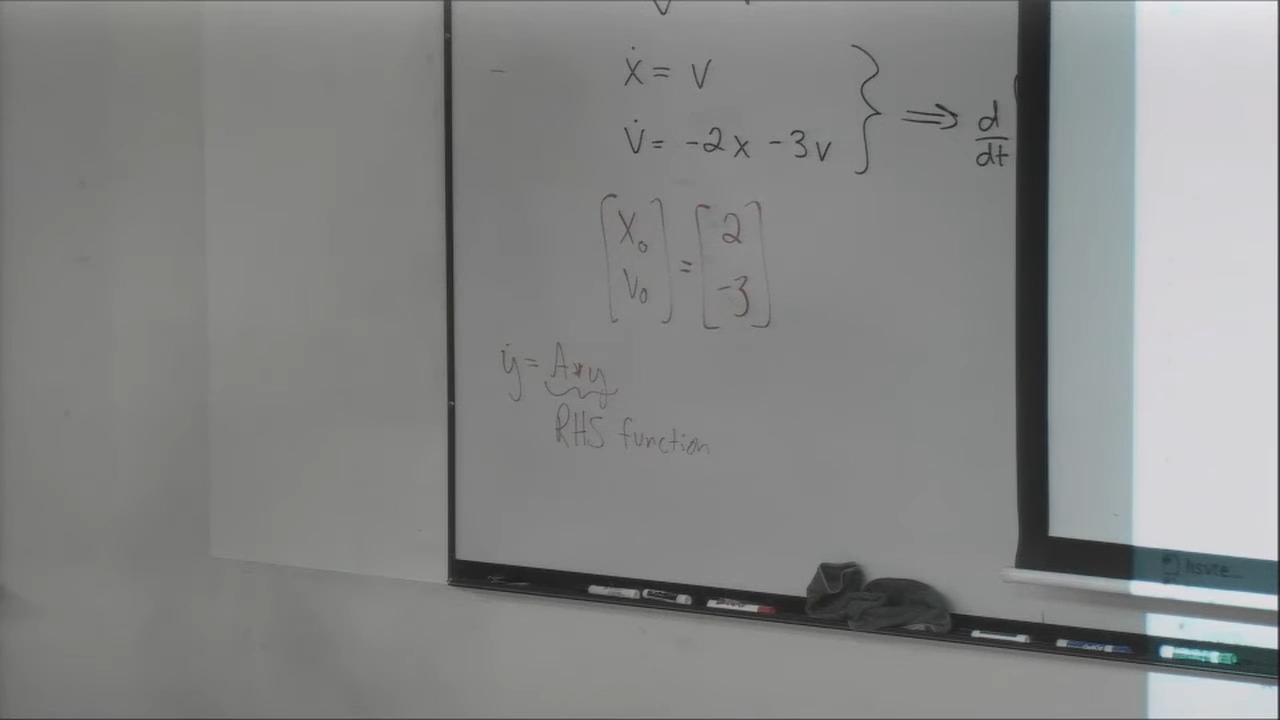 ẋ = v
v̇ = -2x - 3v } ⟹ d/dt
[x₀ v₀] = [2 -3]
ẏ = A*y
RHS function